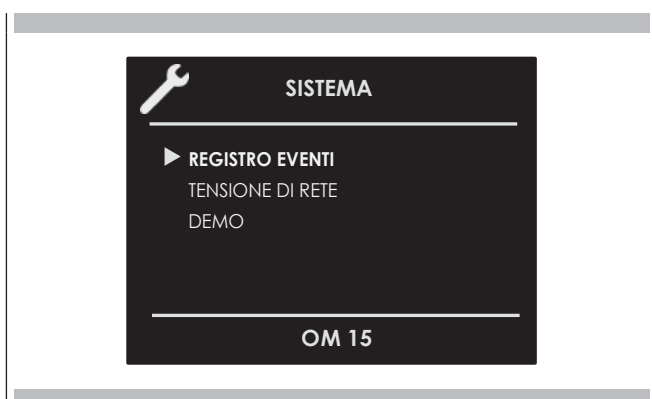 SISTEMA
REGISTRO EVENTI
TENSIONE DI RETE
DEMO
OM 15